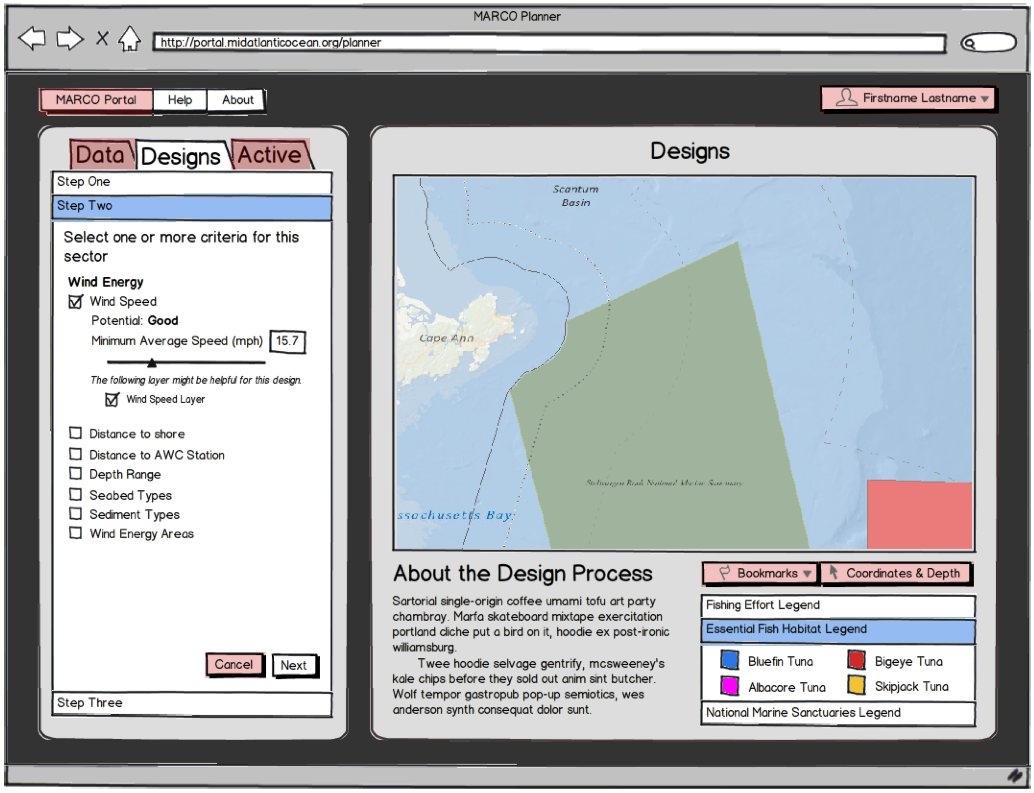 MARCO Planner
http://portal.midatlanticocean.org/planner
MARCO Portal
Help
About
Firstname Lastname
Data
Designs
Active
Step One
Step Two
Select one or more criteria for this
sector
Wind Energy
Wind Speed
Potential: Good
Minimum Average Speed (mph)
15.7
The following layer might be helpful for this design.
Wind Speed Layer
Distance to shore
Distance to AWC Station
Depth Range
Seabed Types
Sediment Types
Wind Energy Areas
Cancel
Next
Step Three
Designs
Scantum
Basin
Cape Ann
Stellwagen Bank National Marine Sanctuary
ssachusetts Bay
About the Design Process
Sartorial single-origin coffee umami tofu art party
chambray. Marfa skateboard mixtape exercitation
portland cliche put a bird on it, hoodie ex post-ironic
williamsburg.
Twee hoodie selvage gentrify, mcsweeney's
kale chips before they sold out anim sint butcher.
Wolf tempor gastropub pop-up semiotics, wes
anderson synth consequat dolor sunt.
Bookmarks
Coordinates & Depth
Fishing Effort Legend
Essential Fish Habitat Legend
Bluefin Tuna
Bigeye Tuna
Albacore Tuna
Skipjack Tuna
National Marine Sanctuaries Legend